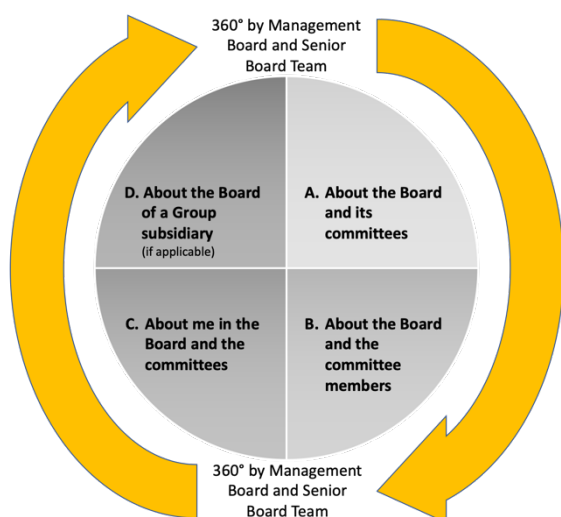 360° by Management
Board and Senior
Board Team
D. About the Board
of a Group
subsidiary
(if applicable)
A. About the Board
and its
committees
C. About me in the
Board and the
committees
B. About the Board
and the
committee
members
360° by Management
Board and Senior
Board Team